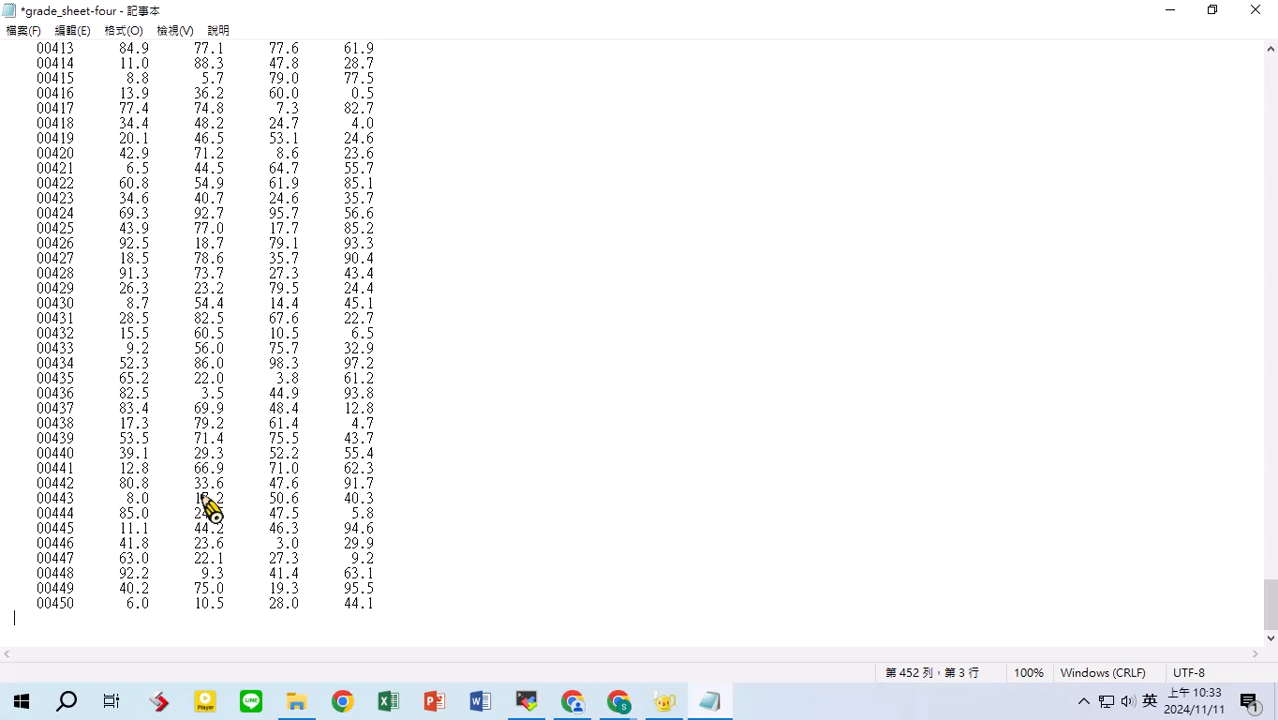 *grade_sheet-four - 記事本
檔案(F) 編輯(E) 格式(O) 檢視(V) 說明
00413 84.9 77.1 77.6 61.9
00414 11.0 88.3 47.8 28.7
00415 8.8 5.7 79.0 77.5
00416 13.9 36.2 60.0 0.5
00417 77.4 74.8 7.3 82.7
00418 34.4 48.2 24.7 4.0
00419 20.1 46.5 53.1 24.6
00420 42.9 71.2 8.6 23.6
00421 6.5 44.5 64.7 55.7
00422 60.8 54.9 61.9 85.1
00423 34.6 40.7 24.6 35.7
00424 69.3 92.7 95.7 56.6
00425 43.9 77.0 17.7 85.2
00426 92.5 18.7 79.1 93.3
00427 18.5 78.6 35.7 90.4
00428 91.3 73.7 27.3 43.4
00429 26.3 23.2 79.5 24.4
00430 8.7 54.4 14.4 45.1
00431 28.5 82.5 67.6 22.7
00432 15.5 60.5 10.5 6.5
00433 9.2 56.0 75.7 32.9
00434 52.3 86.0 98.3 97.2
00435 65.2 22.0 3.8 61.2
00436 82.5 3.5 44.9 93.8
00437 83.4 69.9 48.4 12.8
00438 17.3 79.2 61.4 4.7
00439 53.5 71.4 75.5 43.7
00440 39.1 29.3 52.2 55.4
00441 12.8 66.9 71.0 62.3
00442 80.8 33.6 47.6 91.7
00443 8.0 50.6 40.3
00444 85.0 47.5 5.8
00445 11.1 44.2 46.3 94.6
00446 41.8 23.6 3.0 29.9
00447 63.0 22.1 27.3 9.2
00448 92.2 9.3 41.4 63.1
00449 40.2 75.0 19.3 95.5
00450 6.0 10.5 28.0 44.1
第 452 列，第 3 行 100% Windows (CRLF) UTF-8
Player LINE S 英 上午 10:33
2024/11/11 1